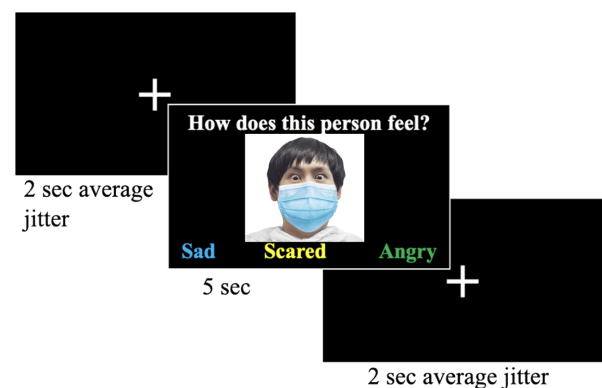 How does this person feel?
2 sec average
jitter
Sad Scared Angry
5 sec
2 sec average jitter